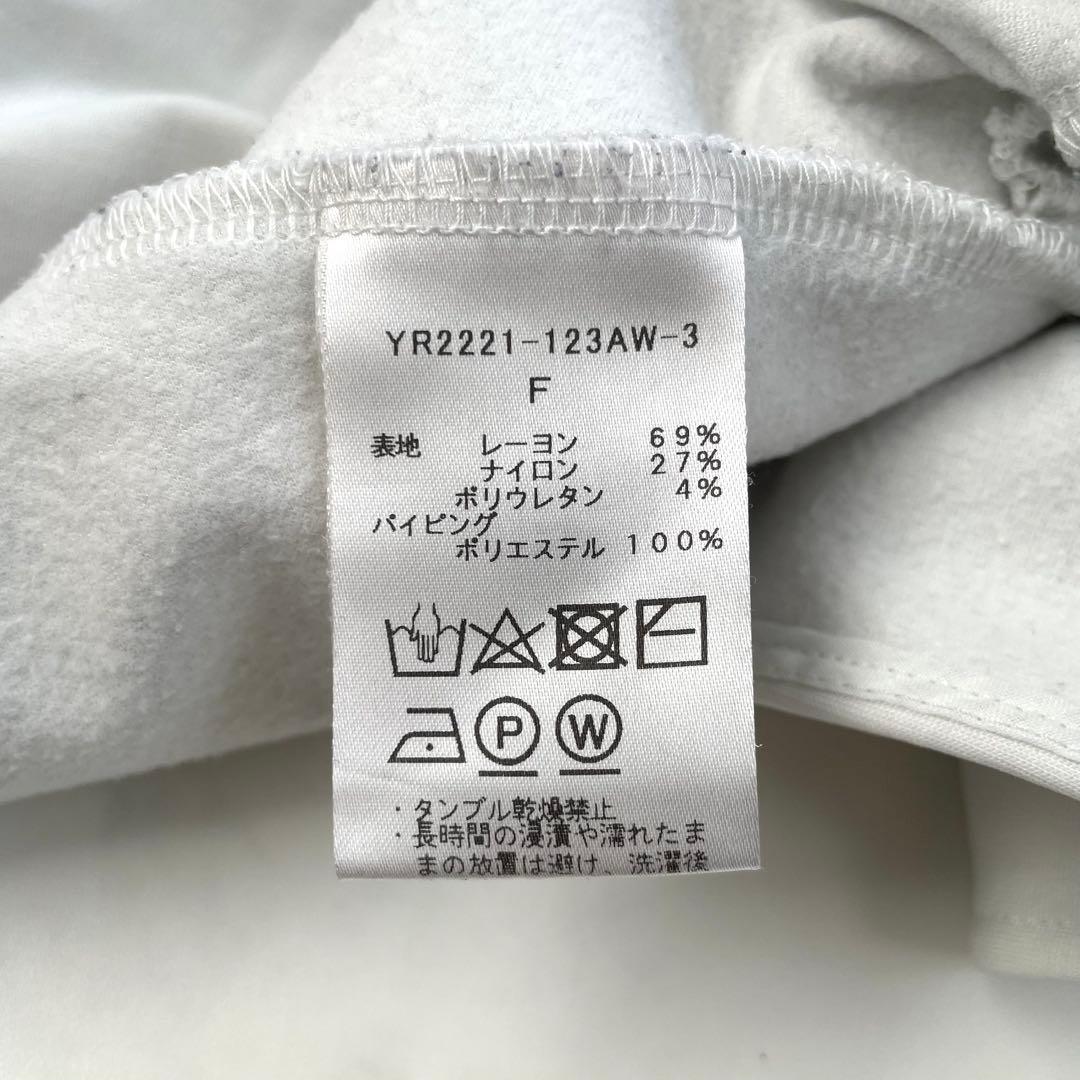 YR2221-123AW-3
F
表地 レーヨン 69%
ナイロン 27%
ポリウレタン 4%
パイピング
ポリエステル 100%
P W
・タンブル乾燥禁止
・長時間の浸漬や濡れたま
まの放置は避け、洗濯後